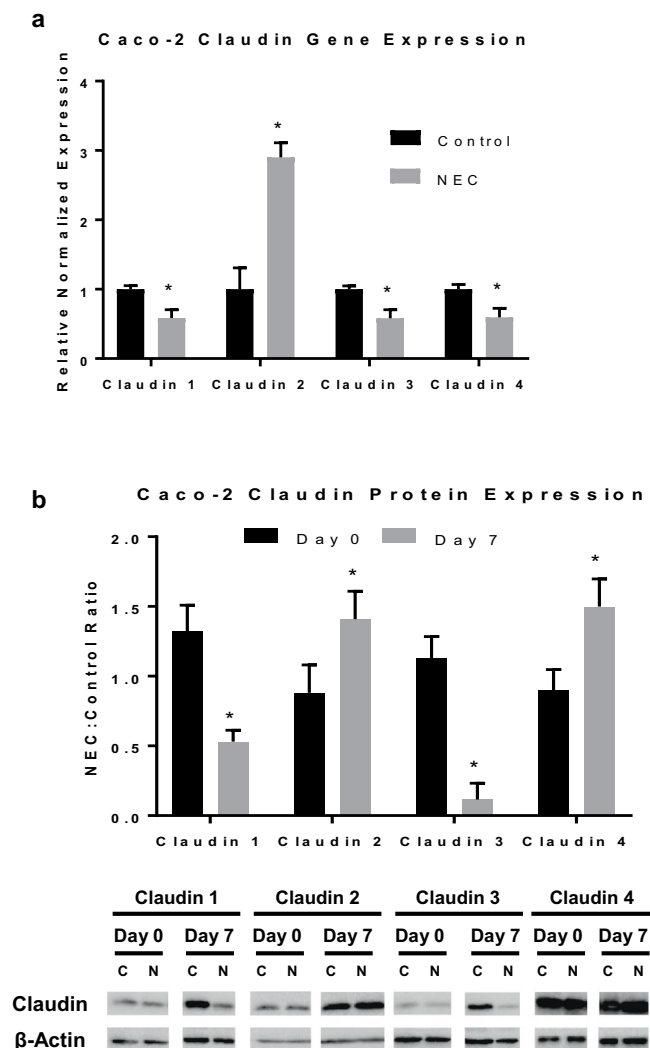 a
Caco-2 Claudin Gene Expression
Relative Normalized Expression
4
3
2
1
0
*
*
*
*
Control
NEC
Claudin 1 Claudin 2 Claudin 3 Claudin 4
b
Caco-2 Claudin Protein Expression
NEC:Control Ratio
2.0
1.5
1.0
0.5
0.0
Day 0 Day 7
*
*
*
*
Claudin 1 Claudin 2 Claudin 3 Claudin 4
Claudin 1 Claudin 2 Claudin 3 Claudin 4
Day 0 Day 7 Day 0 Day 7 Day 0 Day 7 Day 0 Day 7
C N C N C N C N C N C N C N C N
Claudin
β-Actin